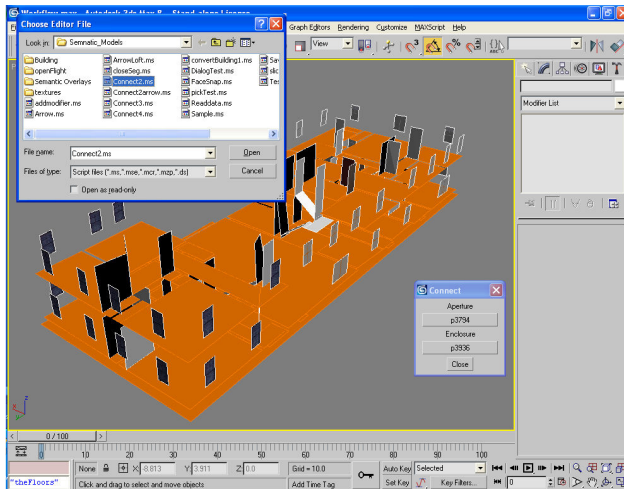 Workflow.max - Autodesk 3ds Max 8 - Stand-alone License
Choose Editor File
Graph Editors Rendering Customize MAXScript Help
Look in: Semnatic_Models
View
Building ArrowLoft.ms convertBuilding1.ms
openFlight closeSeg.ms DialogTest.ms
Semantic Overlays Connect2.ms FaceSnap.ms
textures Connect2arrow.ms pickTest.ms
addmodifier.ms Connect3.ms Readdata.ms
Arrow.ms Connect4.ms Sample.ms
File name: Connect2.ms Open
Files of type: Script files (*.ms,*.mse,*.mcr,*.mzp,*.ds) Cancel
Open as read-only
Modifier List
Connect
Aperture
p3794
Enclosure
p3936
Close
0 / 100
0 10 20 30 40 50 60 70 80 90 100
None X: -8.813 Y: 3.911 Z: 0.0 Grid = 10.0 Auto Key Selected
"theFloors" Click and drag to select and move objects Add Time Tag Set Key Key Filters... 0